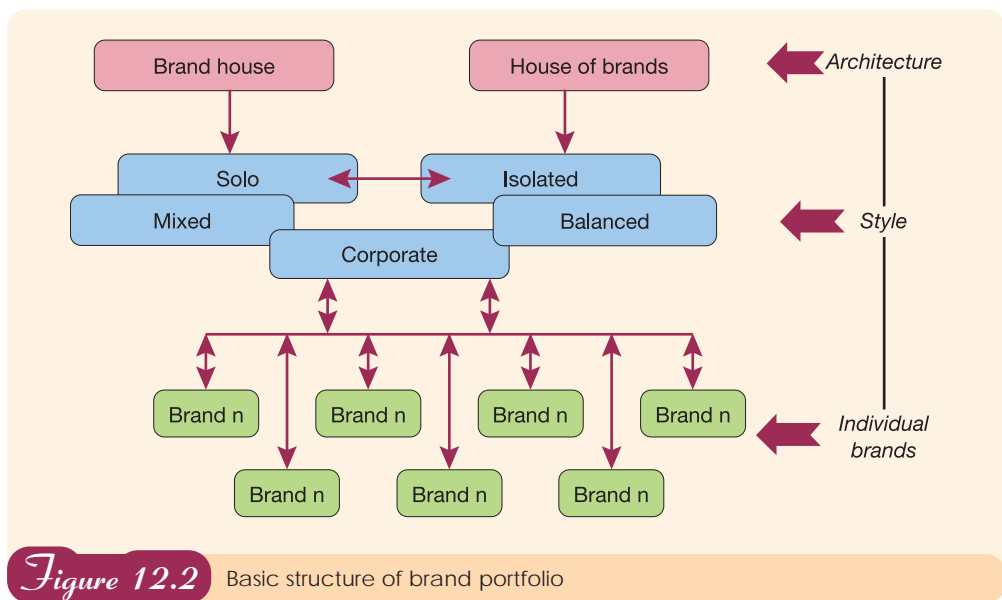 Brand house
House of brands
Architecture
Solo
Isolated
Mixed
Balanced
Style
Corporate
Brand n
Brand n
Brand n
Brand n
Individual
brands
Brand n
Brand n
Brand n
Figure 12.2
Basic structure of brand portfolio